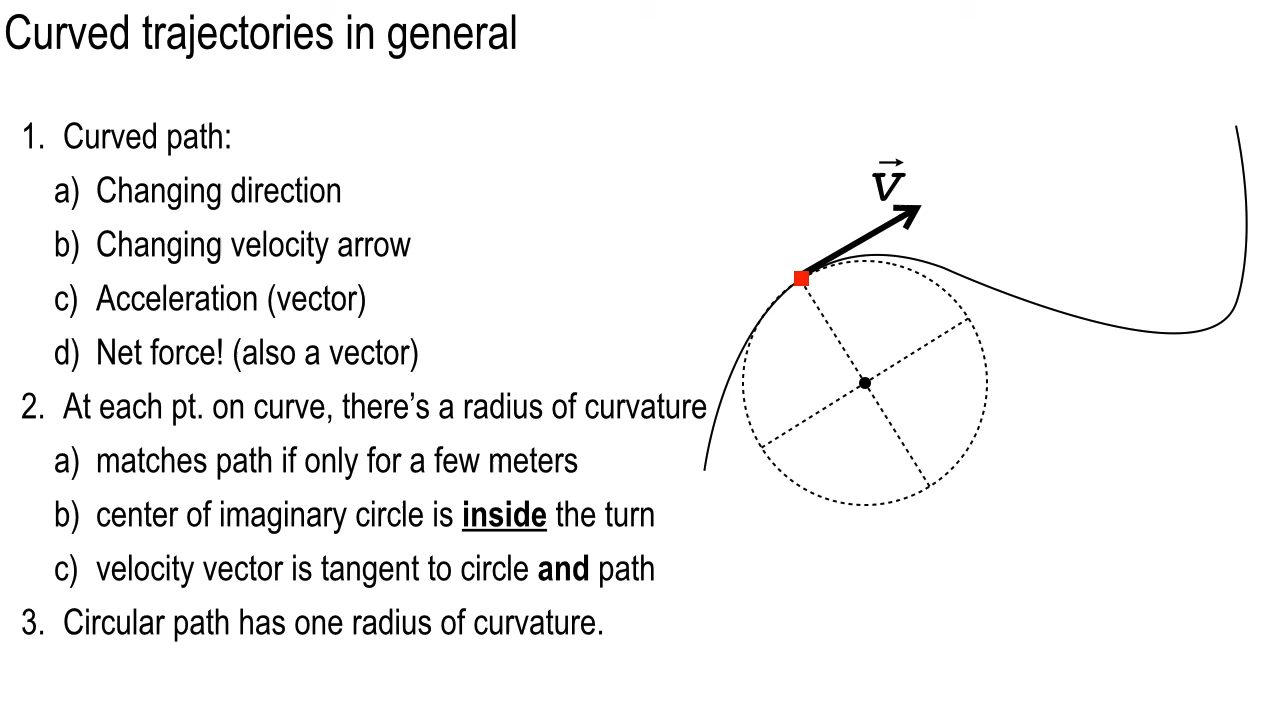 Curved trajectories in general
1. Curved path:
a) Changing direction
b) Changing velocity arrow
c) Acceleration (vector)
d) Net force! (also a vector)
2. At each pt. on curve, there’s a radius of curvature
a) matches path if only for a few meters
b) center of imaginary circle is inside the turn
c) velocity vector is tangent to circle and path
3. Circular path has one radius of curvature.
v⃗